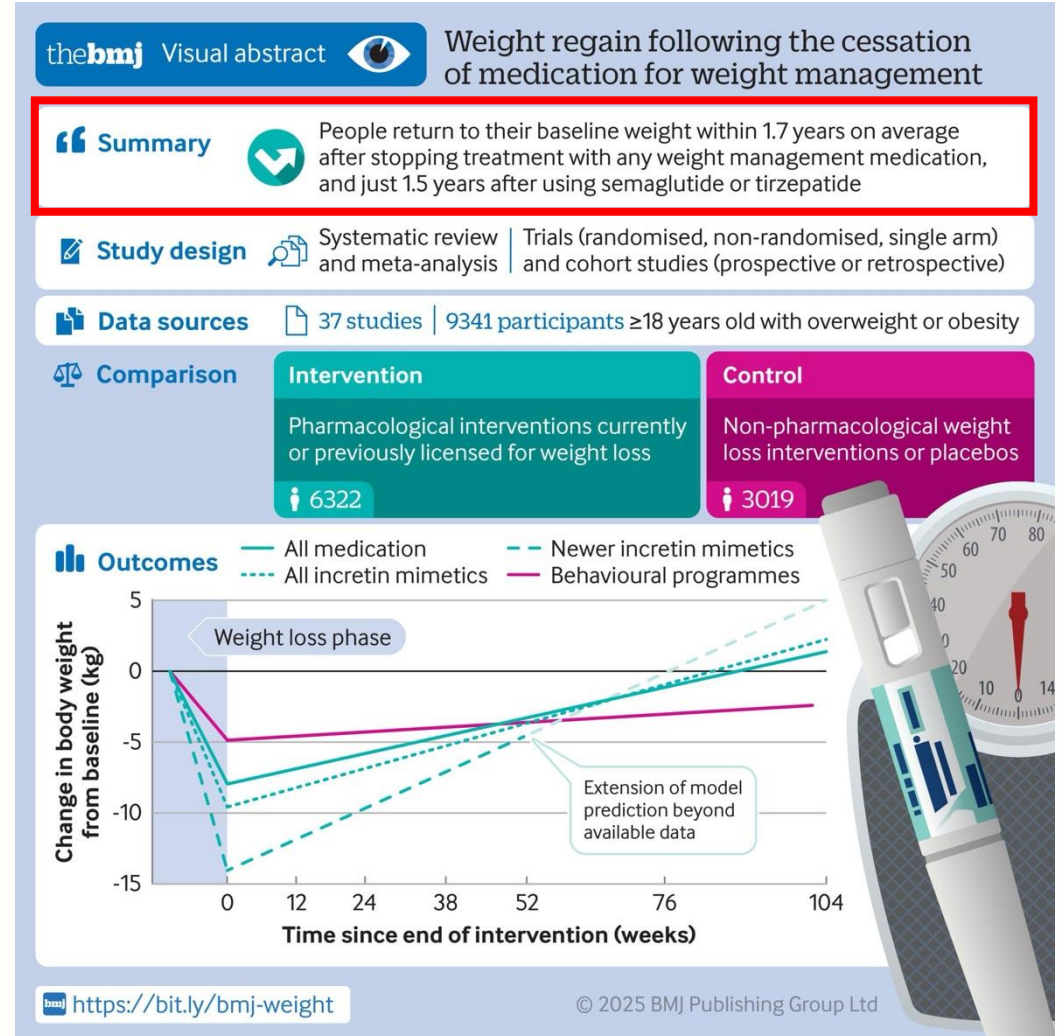 thebmj Visual abstract
Weight regain following the cessation
of medication for weight management
Summary
People return to their baseline weight within 1.7 years on average
after stopping treatment with any weight management medication,
and just 1.5 years after using semaglutide or tirzepatide
Study design
Systematic review
and meta-analysis
Trials (randomised, non-randomised, single arm)
and cohort studies (prospective or retrospective)
Data sources
37 studies
9341 participants ≥18 years old with overweight or obesity
Comparison
Intervention
Pharmacological interventions currently
or previously licensed for weight loss
6322
Control
Non-pharmacological weight
loss interventions or placebos
3019
Outcomes
All medication
All incretin mimetics
Newer incretin mimetics
Behavioural programmes
Change in body weight
from baseline (kg)
5
0
-5
-10
-15
Weight loss phase
Extension of model
prediction beyond
available data
0 12 24 38 52 76 104
Time since end of intervention (weeks)
80
70
60
50
40
20
10
0
14
bmj https://bit.ly/bmj-weight
© 2025 BMJ Publishing Group Ltd